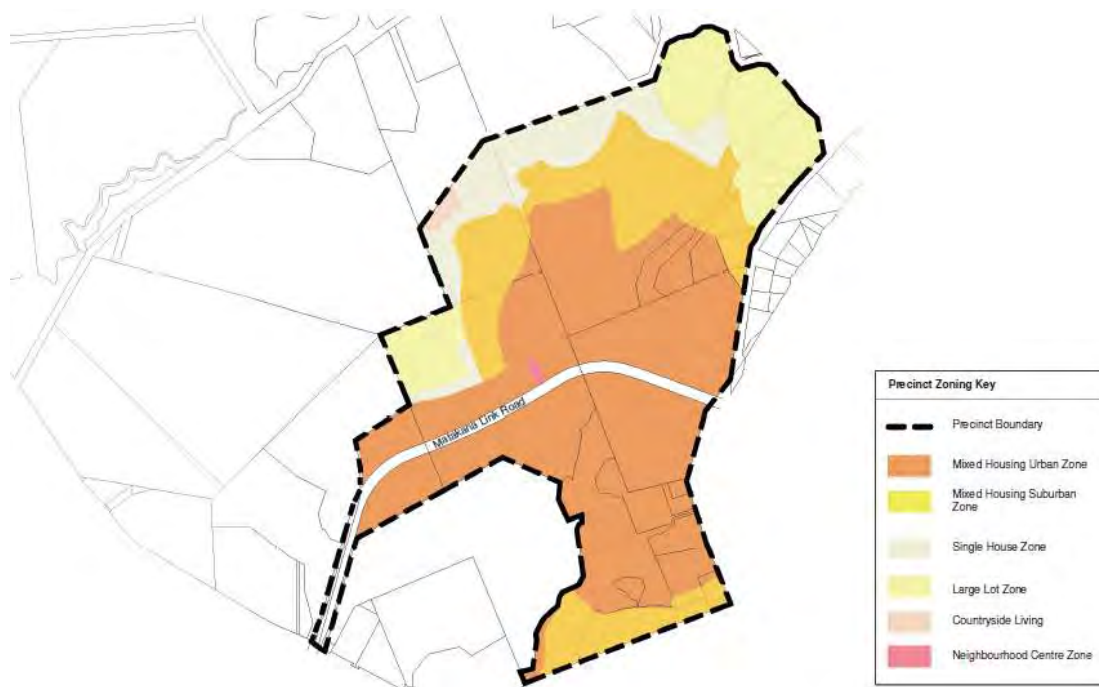 Matakana Link Road
Precinct Zoning Key
Precinct Boundary
Mixed Housing Urban Zone
Mixed Housing Suburban
Zone
Single House Zone
Large Lot Zone
Countryside Living
Neighbourhood Centre Zone